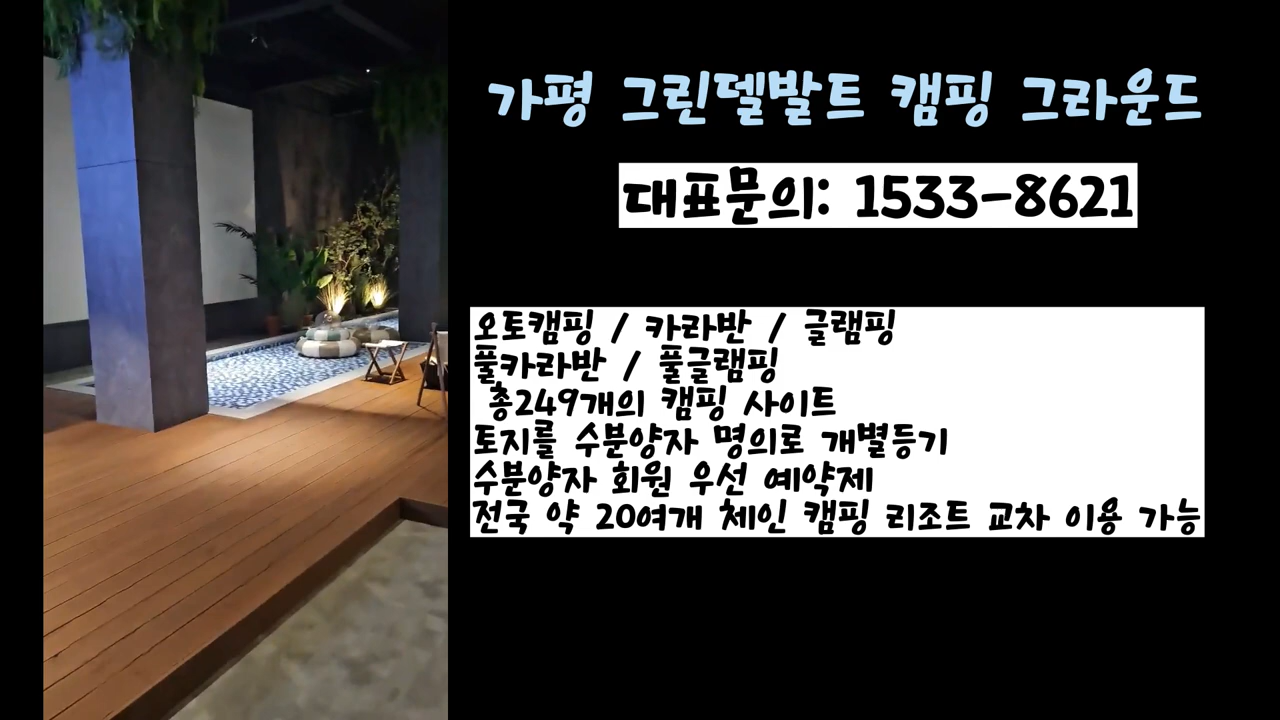 가평 그린델발트 캠핑 그라운드
대표문의: 1533-8621
오토캠핑 / 카라반 / 글램핑
풀카라반 / 풀글램핑
총249개의 캠핑 사이트
토지를 수분양자 명의로 개별등기
수분양자 회원 우선 예약제
전국 약 20여개 체인 캠핑 리조트 교차 이용 가능